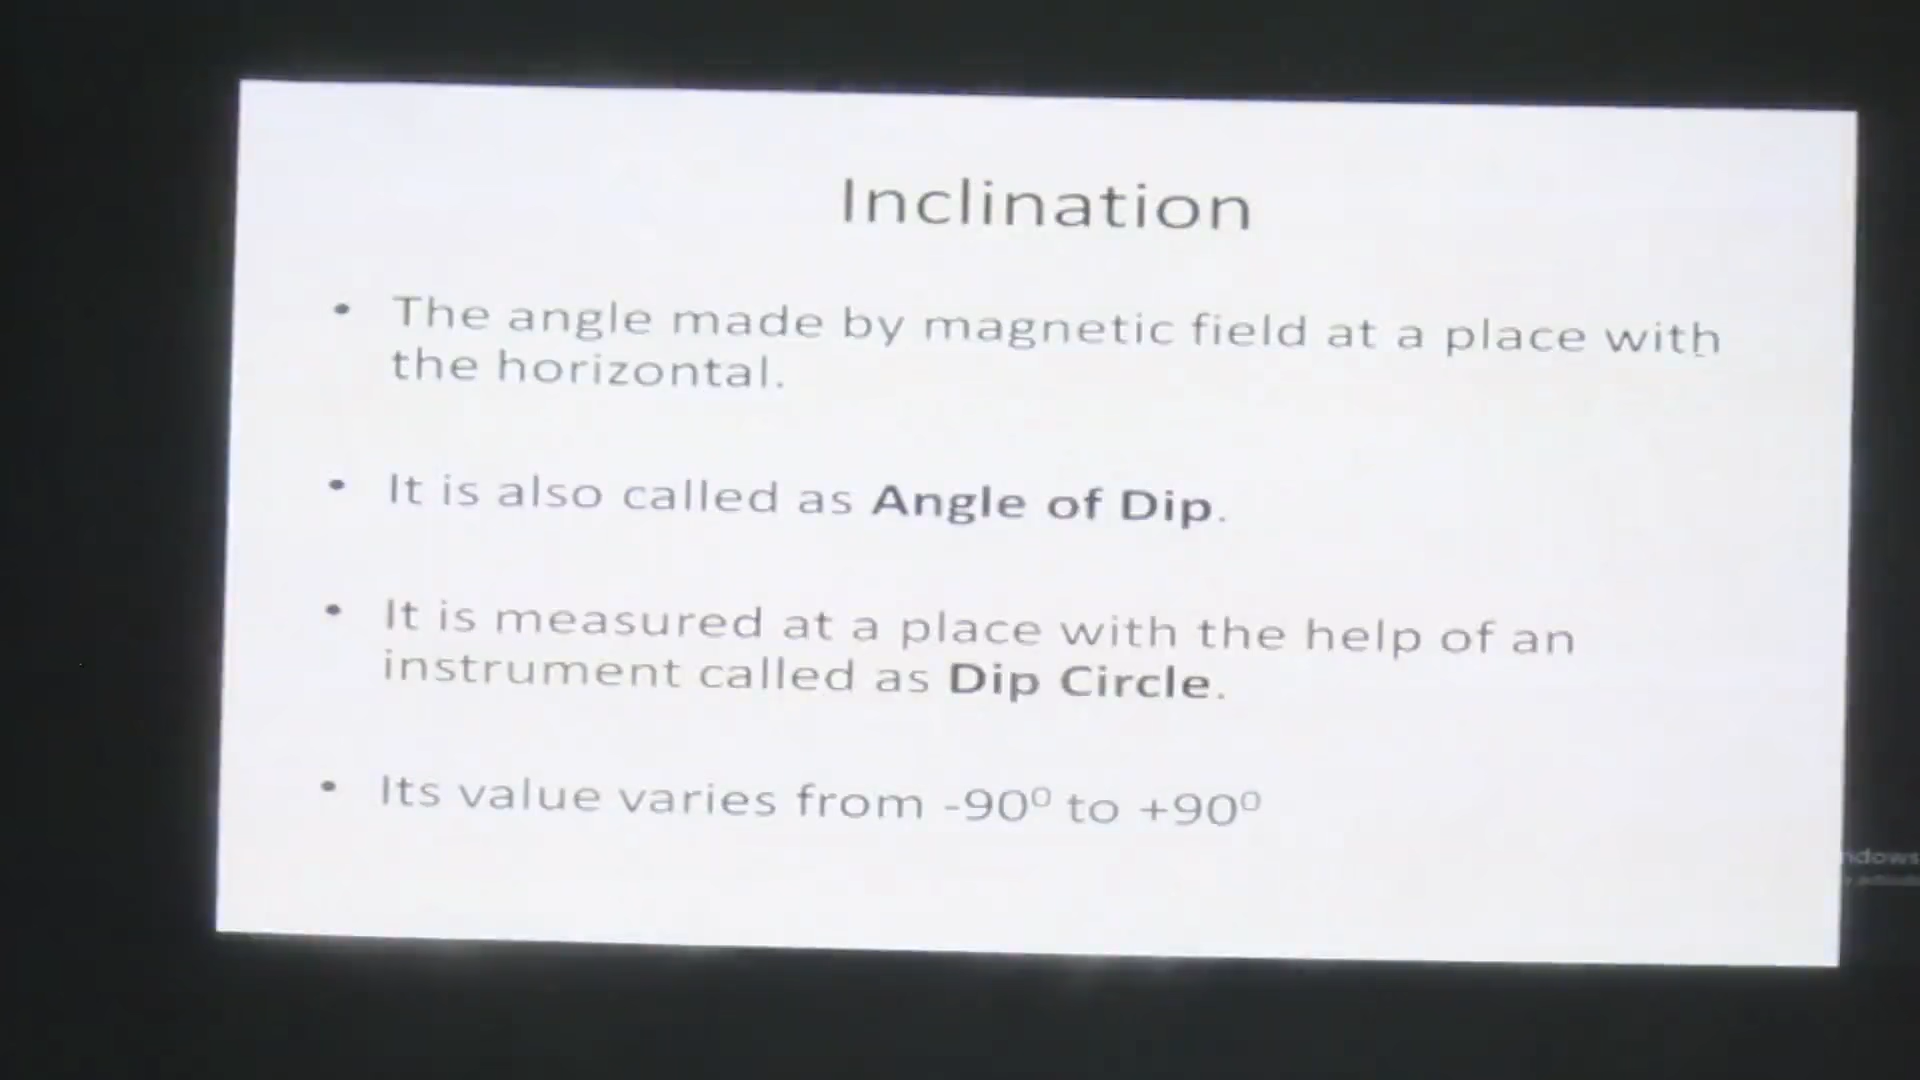 Inclination
• The angle made by magnetic field at a place with
the horizontal.
• It is also called as Angle of Dip.
• It is measured at a place with the help of an
instrument called as Dip Circle.
• Its value varies from -90⁰ to +90⁰
ndows